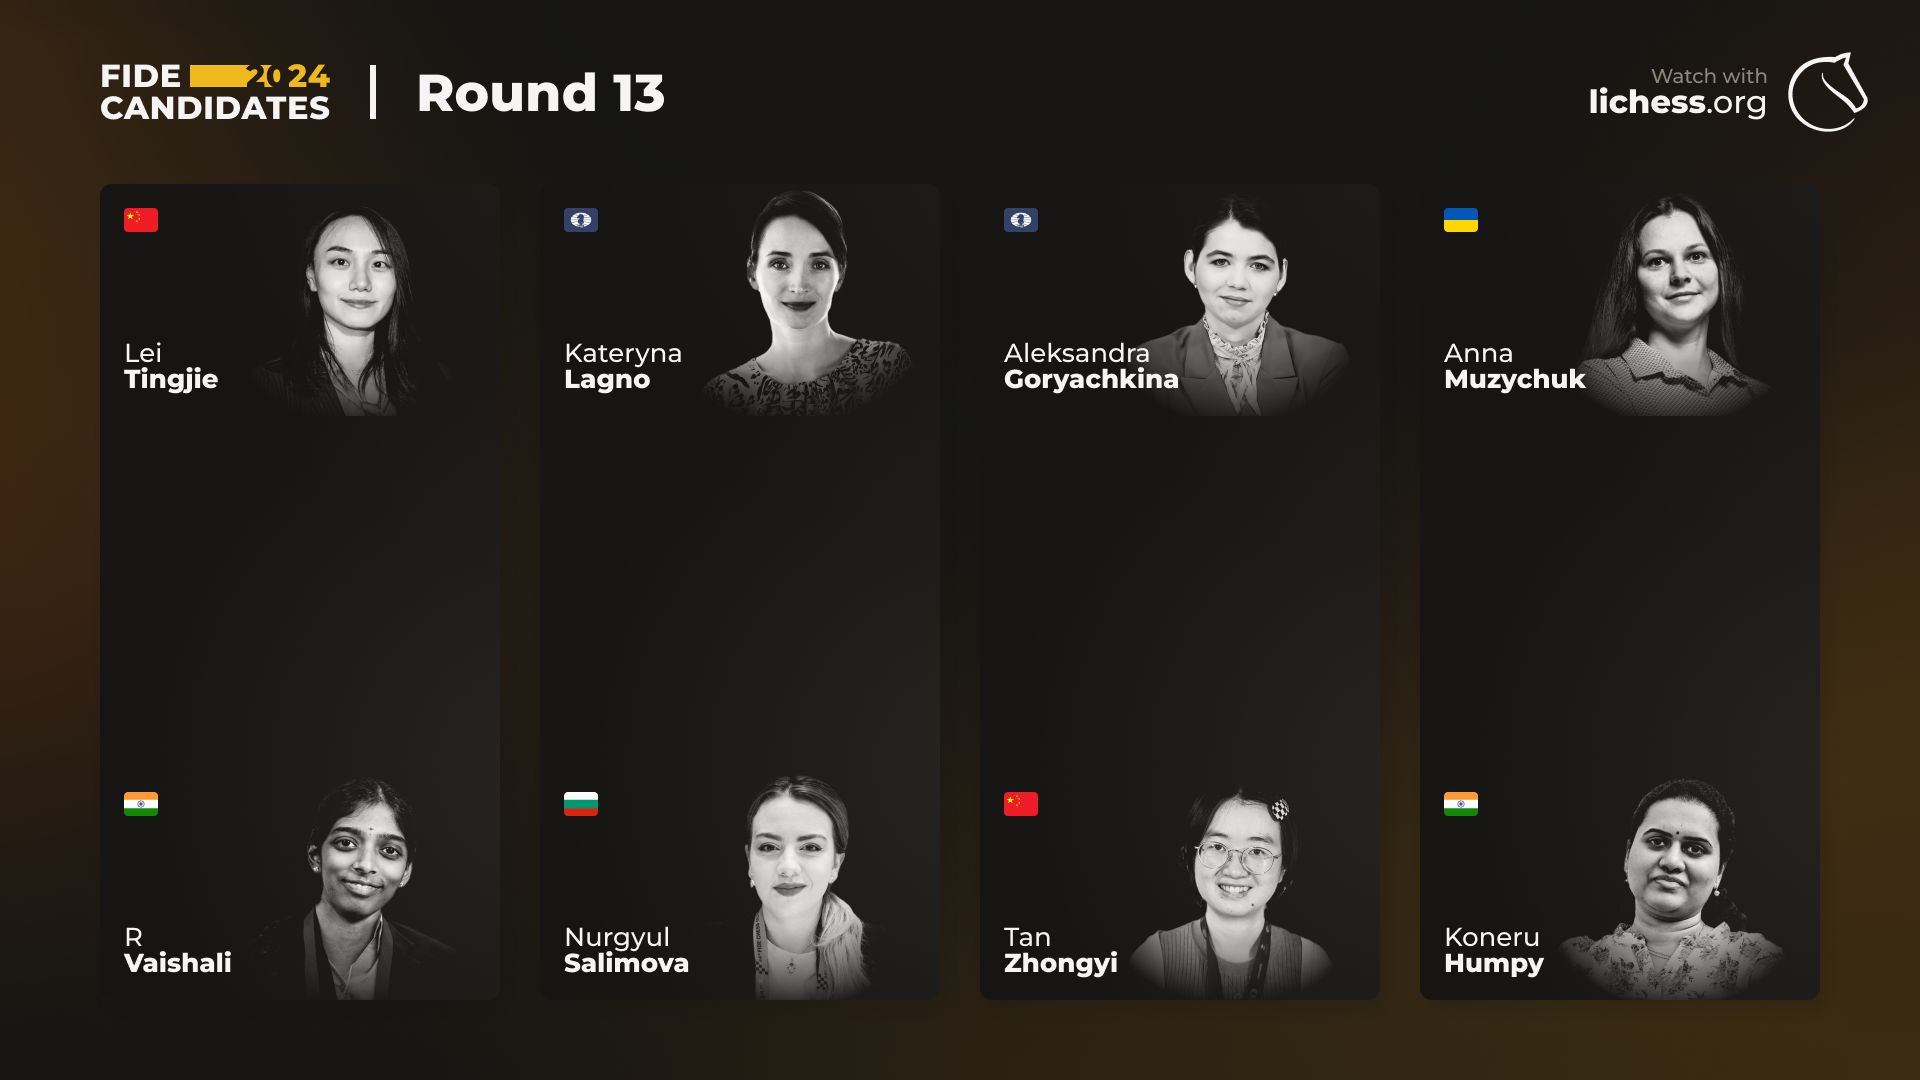 FIDE 2024
CANDIDATES
Round 13
Watch with
lichess.org
Lei
Tingjie
Kateryna
Lagno
Aleksandra
Goryachkina
Anna
Muzychuk
R
Vaishali
Nurgyul
Salimova
Tan
Zhongyi
Koneru
Humpy